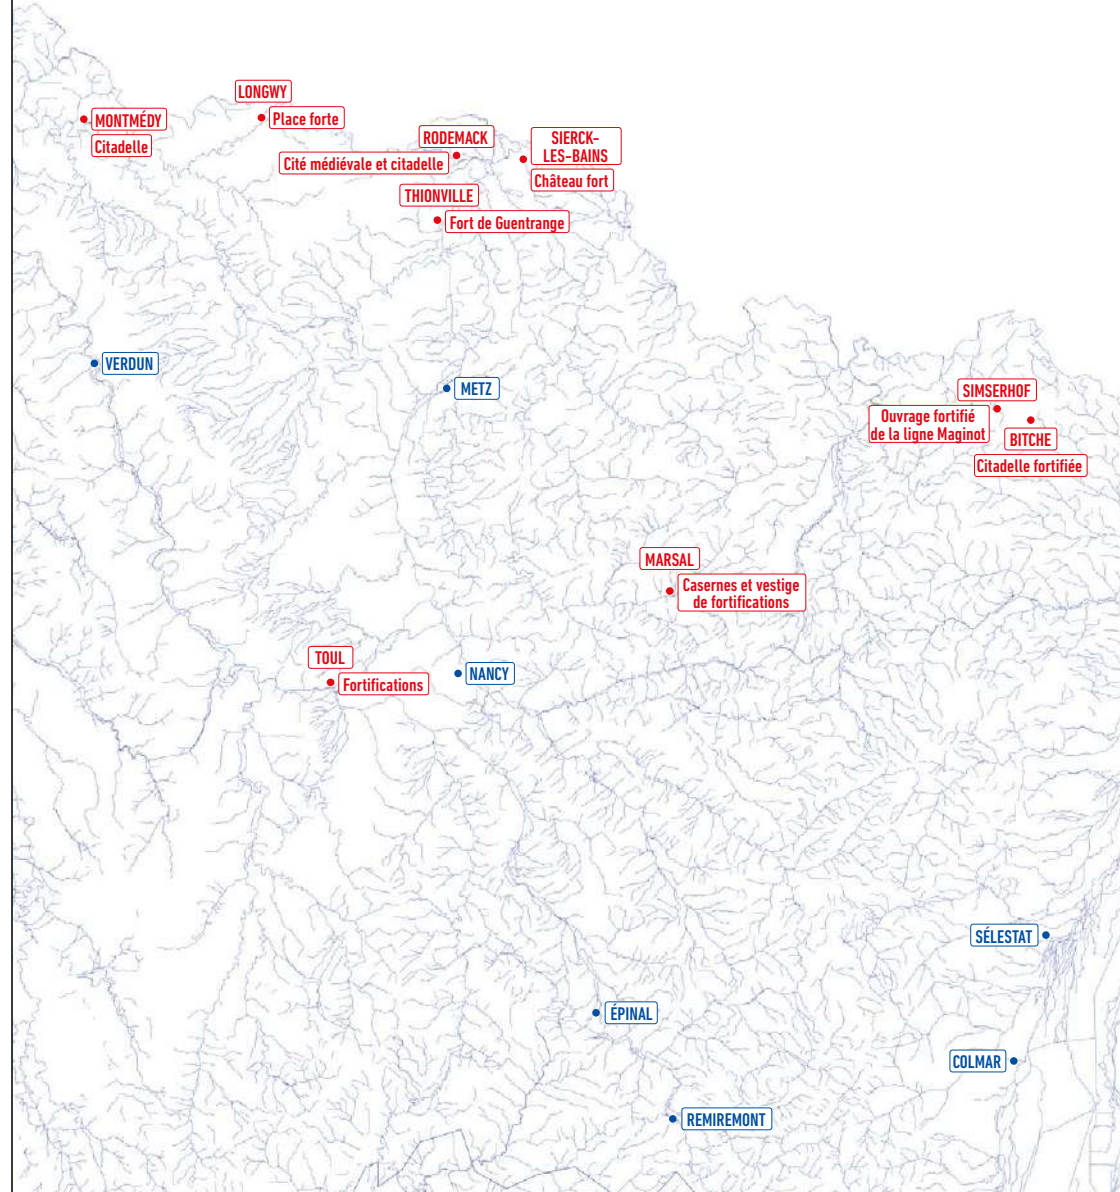 LONGWY
Place forte
MONTMÉDY
Citadelle
RODEMACK
Cité médiévale et citadelle
SIERCK-
LES-BAINS
Château fort
THIONVILLE
Fort de Guentrange
VERDUN
METZ
SIMSERHOF
Ouvrage fortifié
de la ligne Maginot
BITCHE
Citadelle fortifiée
MARSAL
Casernes et vestige
de fortifications
TOUL
Fortifications
NANCY
SÉLESTAT
ÉPINAL
COLMAR
REMIREMONT